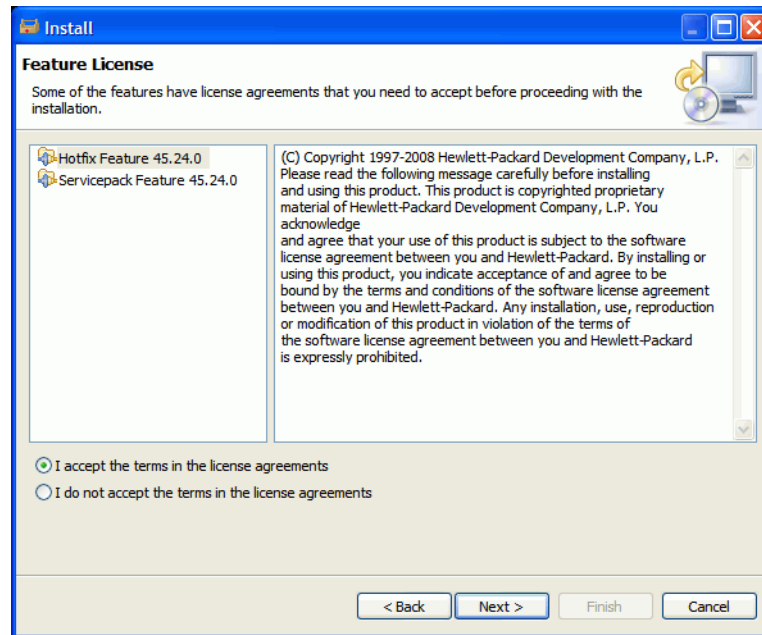 Install
Feature License
Some of the features have license agreements that you need to accept before proceeding with the
installation.
Hotfix Feature 45.24.0
Servicepack Feature 45.24.0
(C) Copyright 1997-2008 Hewlett-Packard Development Company, L.P.
Please read the following message carefully before installing
and using this product. This product is copyrighted proprietary
material of Hewlett-Packard Development Company, L.P. You
acknowledge
and agree that your use of this product is subject to the software
license agreement between you and Hewlett-Packard. By installing or
using this product, you indicate acceptance of and agree to be
bound by the terms and conditions of the software license agreement
between you and Hewlett-Packard. Any installation, use, reproduction
or modification of this product in violation of the terms of
the software license agreement between you and Hewlett-Packard
is expressly prohibited.
I accept the terms in the license agreements
I do not accept the terms in the license agreements
< Back Next > Finish Cancel